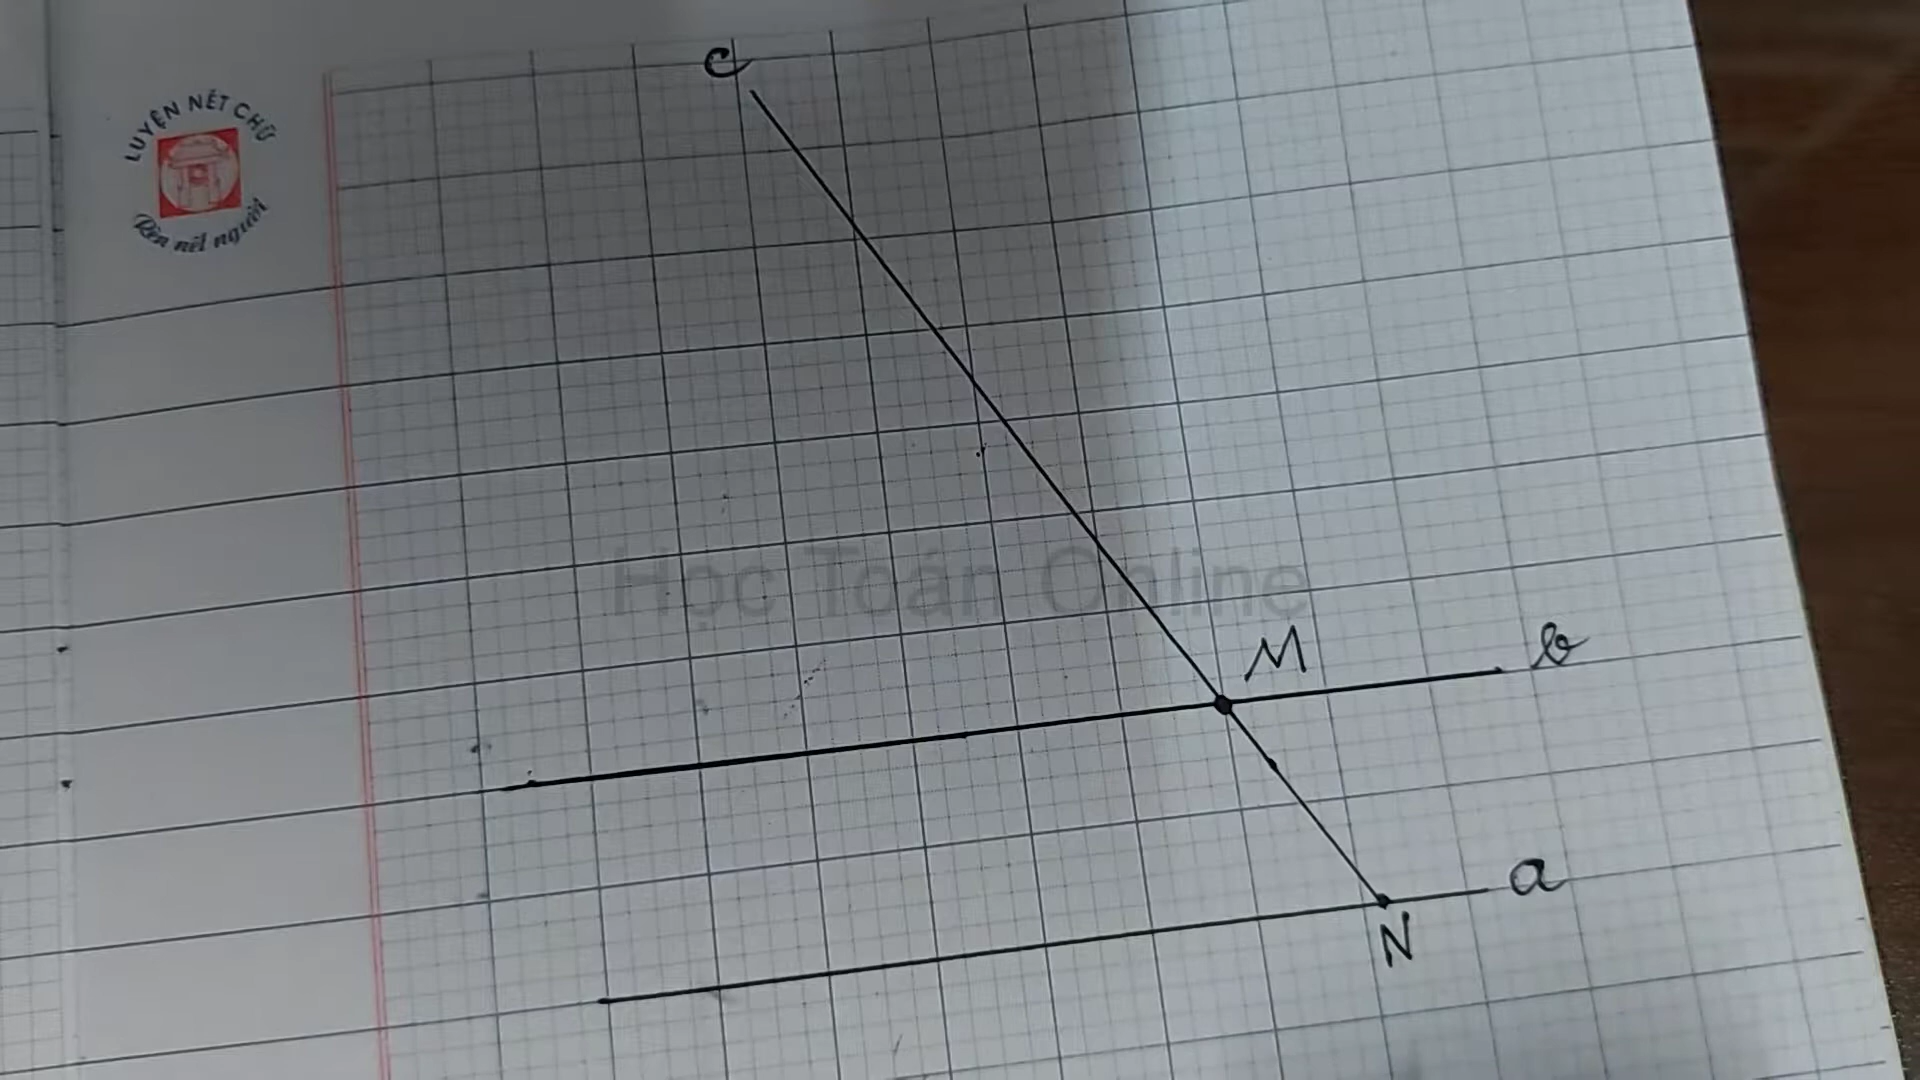 c
LUYỆN NÉT CHỮ
Rèn nết người
Học Toán Online
M
b
a
N